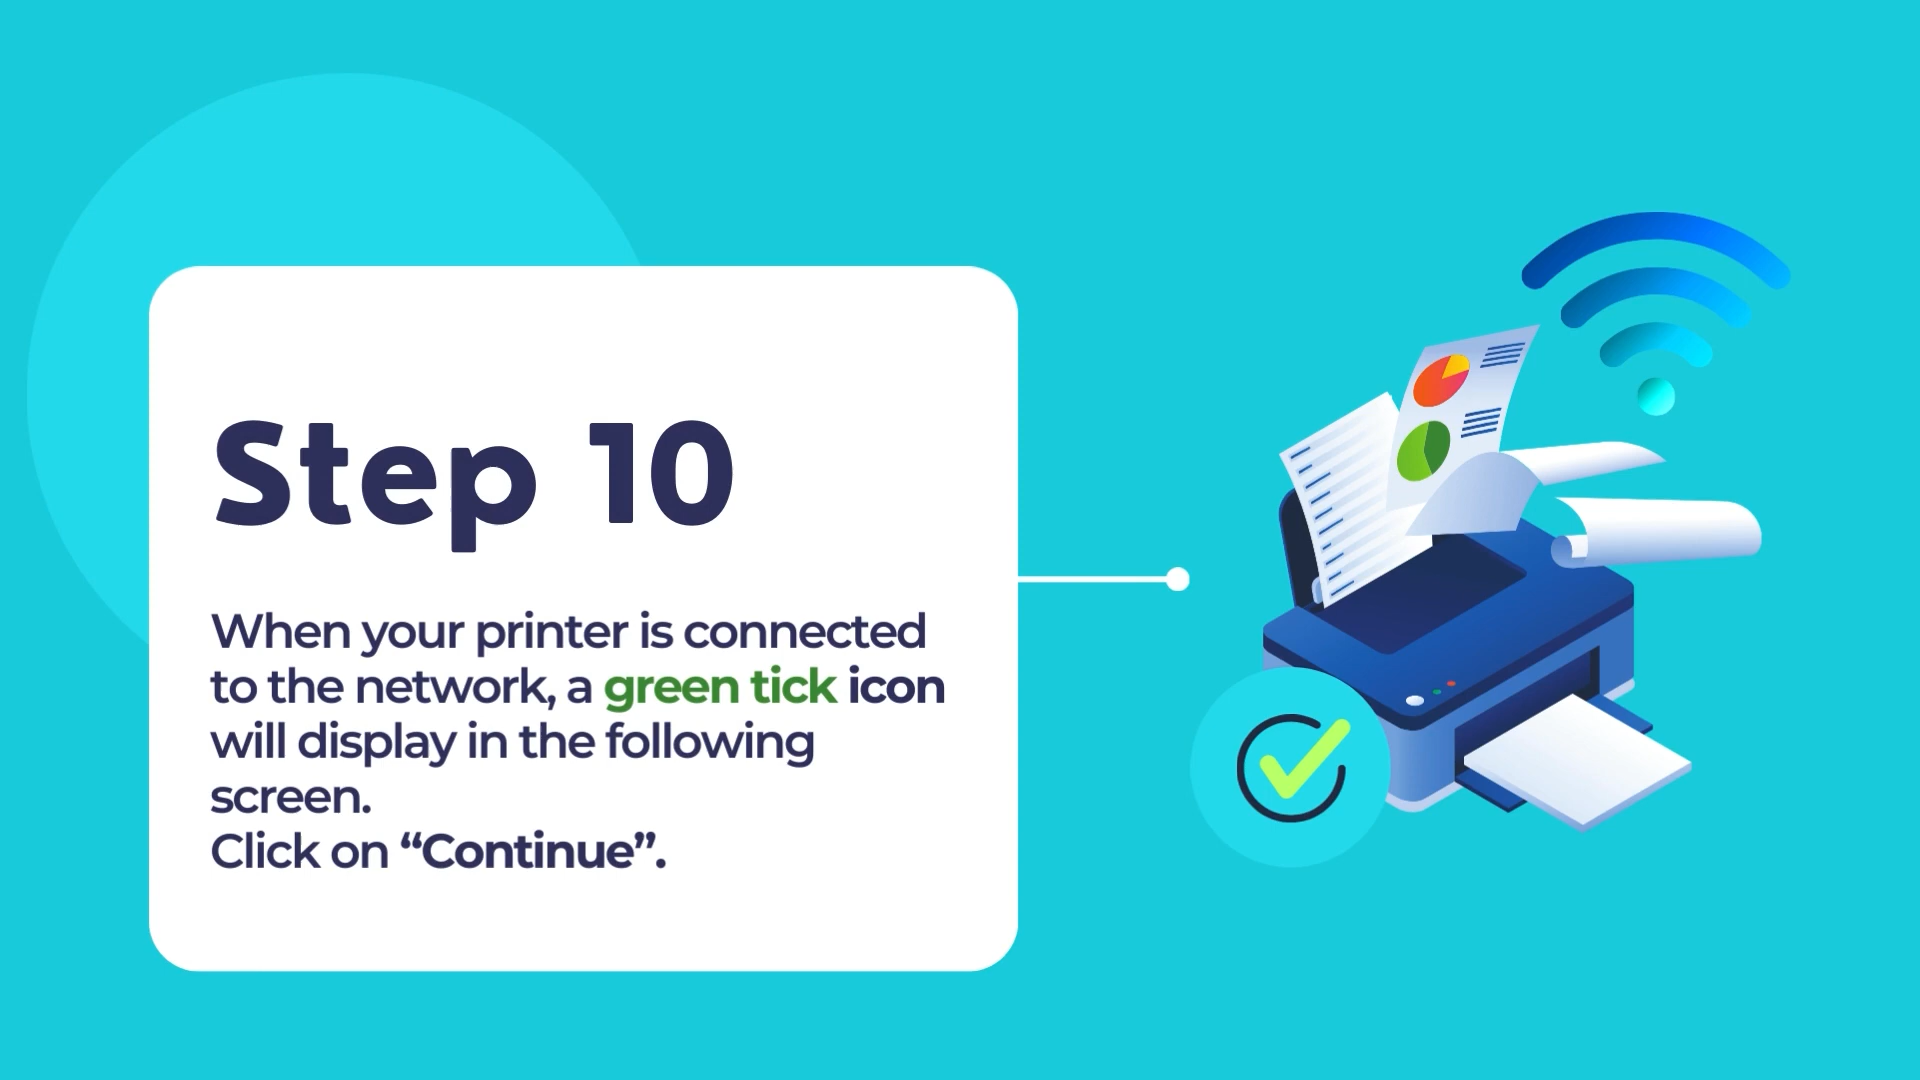 Step 10
When your printer is connected
to the network, a green tick icon
will display in the following
screen.
Click on “Continue”.